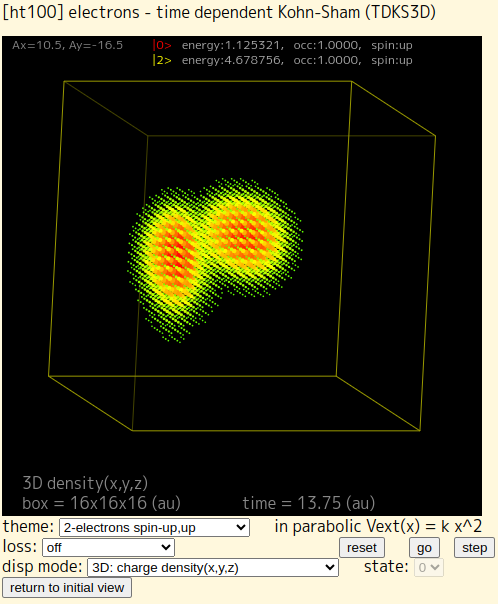 [ht100] electrons - time dependent Kohn-Sham (TDKS3D)
Ax=10.5, Ay=-16.5 |0> energy:1.125321, occ:1.0000, spin:up
|2> energy:4.678756, occ:1.0000, spin:up
3D density(x,y,z)
box = 16x16x16 (au) time = 13.75 (au)
theme: 2-electrons spin-up,up in parabolic Vext(x) = k x^2
loss: off reset go step
disp mode: 3D: charge density(x,y,z) state: 0
return to initial view